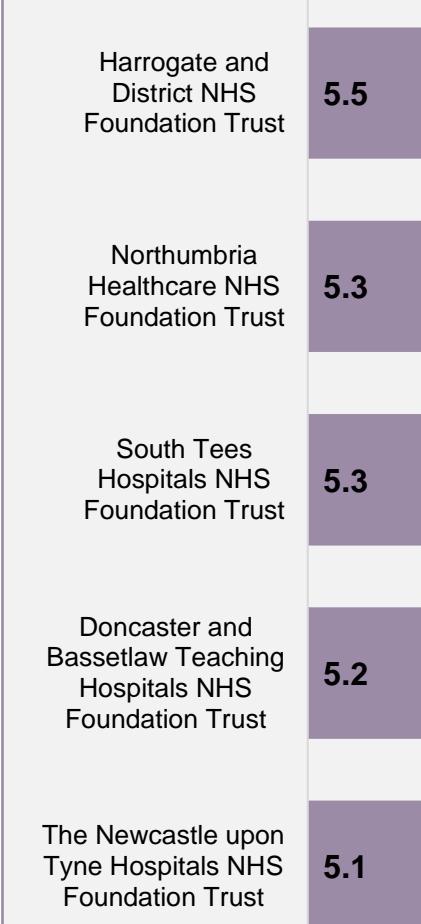 Harrogate and
District NHS
Foundation Trust
5.5
Northumbria
Healthcare NHS
Foundation Trust
5.3
South Tees
Hospitals NHS
Foundation Trust
5.3
Doncaster and
Bassetlaw Teaching
Hospitals NHS
Foundation Trust
5.2
The Newcastle upon
Tyne Hospitals NHS
Foundation Trust
5.1